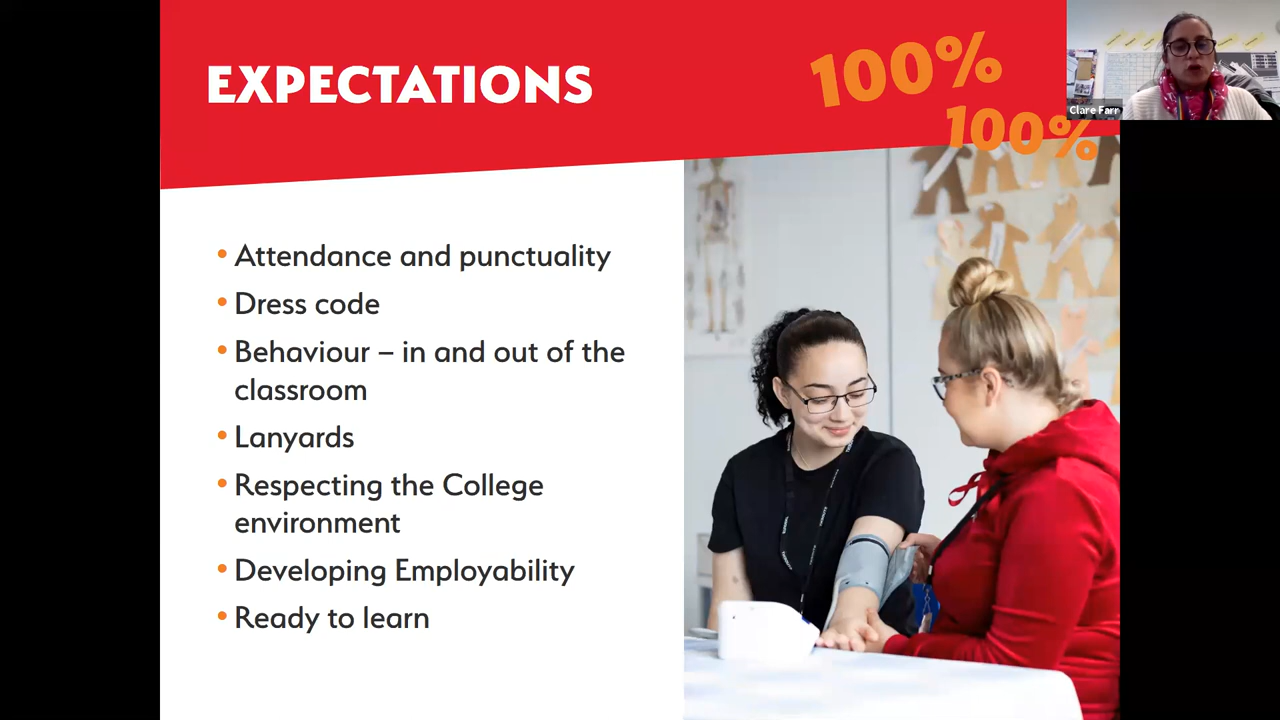 EXPECTATIONS
100%
100%
Clare Farr
• Attendance and punctuality
• Dress code
• Behaviour – in and out of the
classroom
• Lanyards
• Respecting the College
environment
• Developing Employability
• Ready to learn